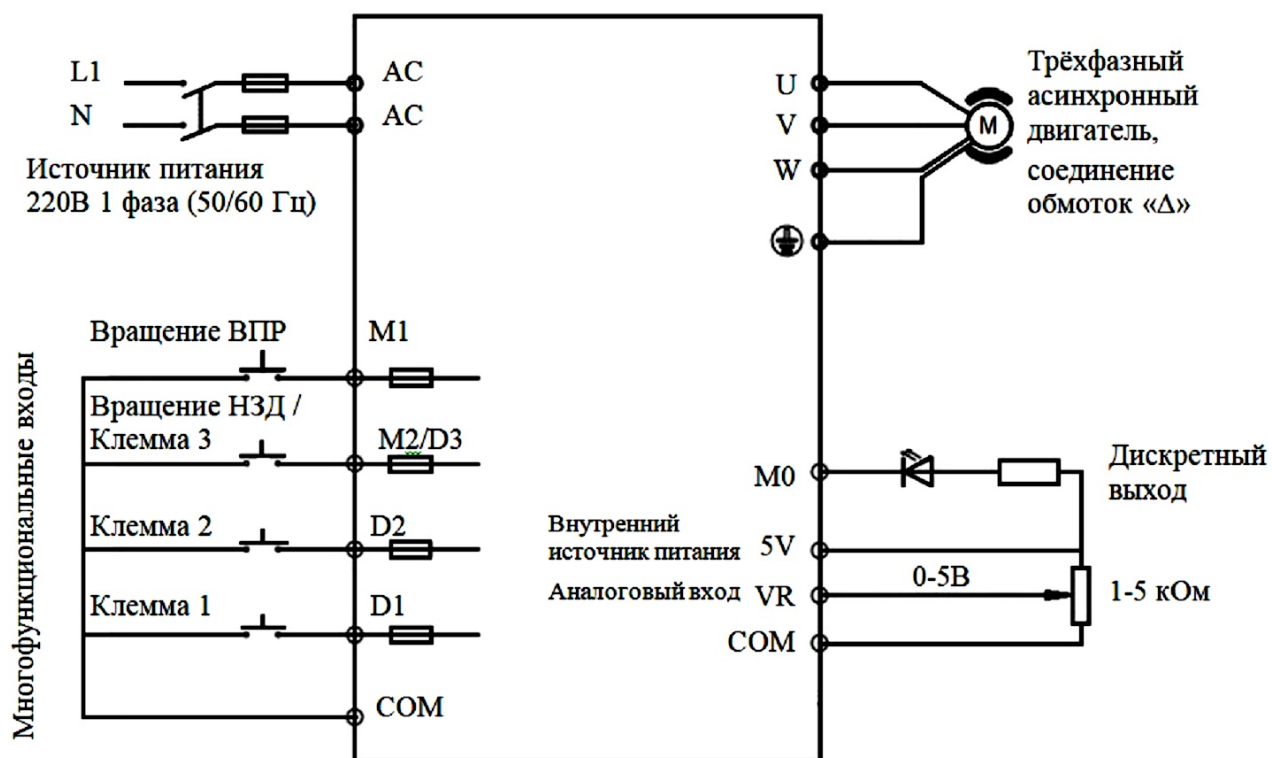 L1
N
Источник питания
220В 1 фаза (50/60 Гц)
AC
AC
U
V
W
M
Трёхфазный
асинхронный
двигатель,
соединение
обмоток «Δ»
Многофункциональные входы
Вращение ВПР
M1
Вращение НЗД /
Клемма 3
M2/D3
Клемма 2
D2
Клемма 1
D1
COM
M0
Дискретный
выход
Внутренний
источник питания
5V
Аналоговый вход
VR
0-5В
1-5 кОм
COM